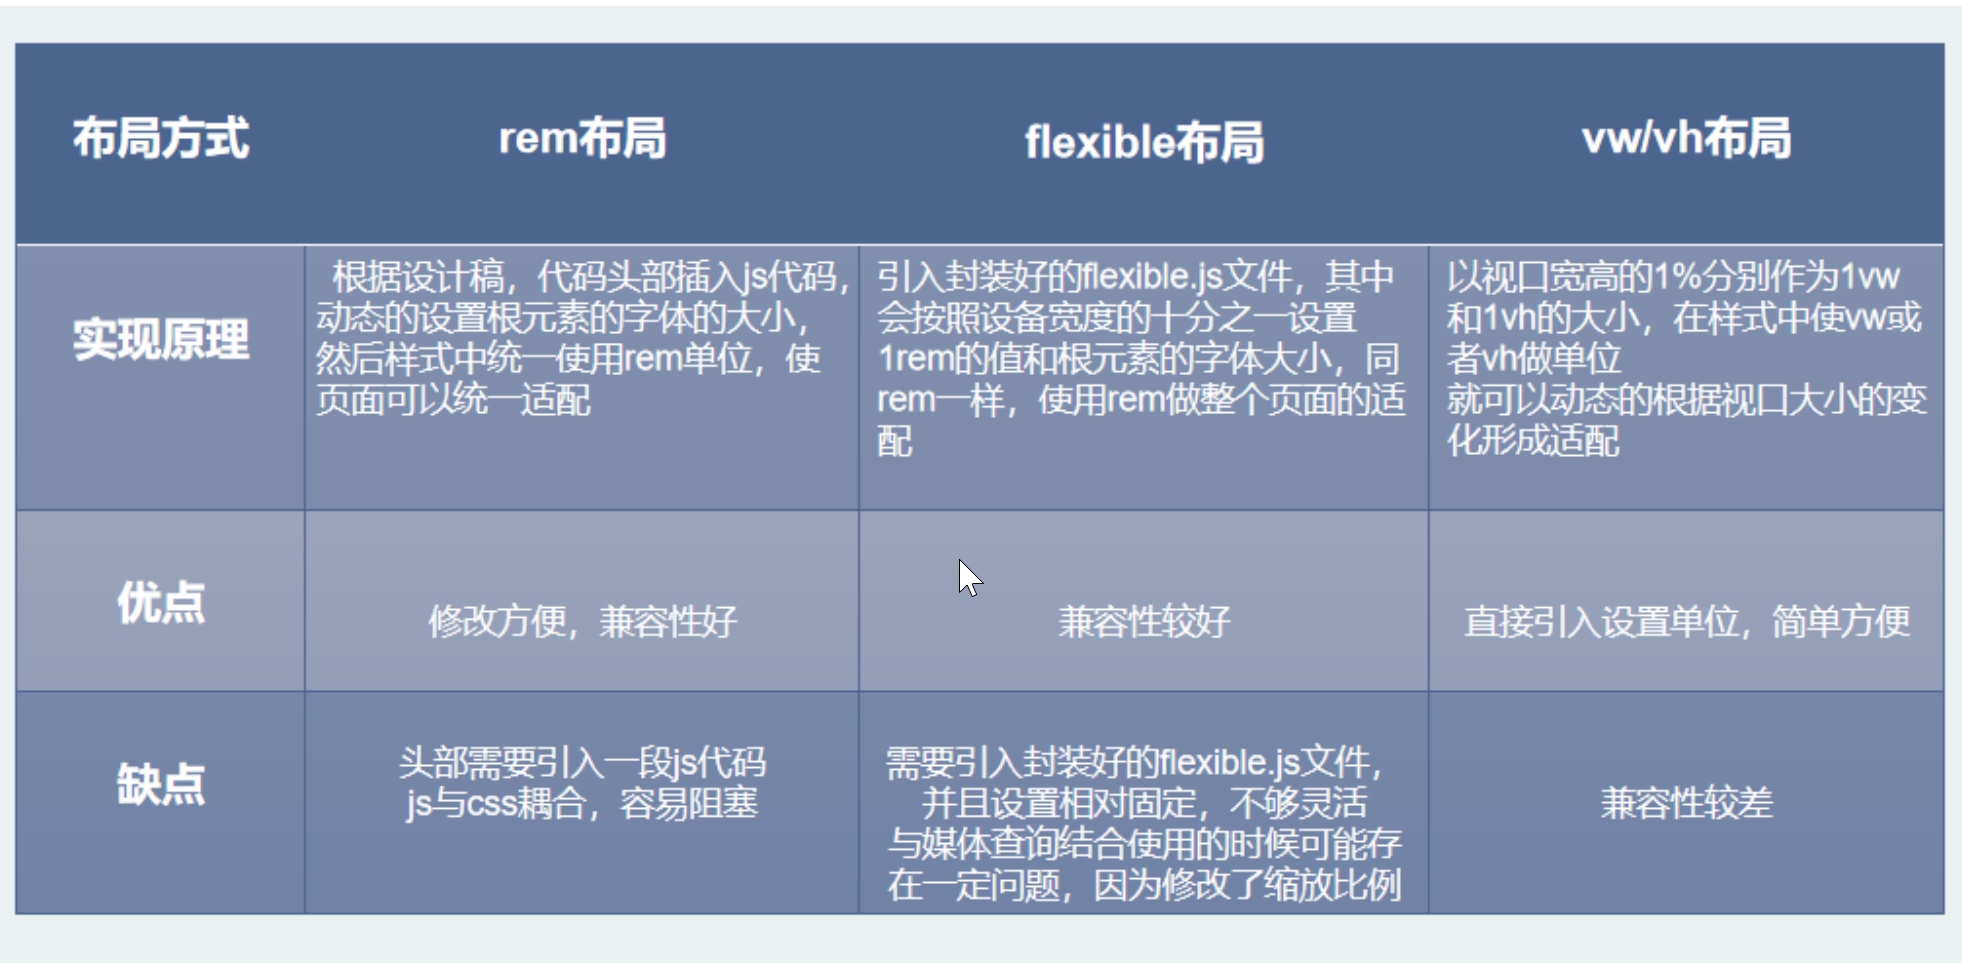 布局方式
rem布局
flexible布局
vw/vh布局
实现原理
根据设计稿，代码头部插入js代码，
动态的设置根元素的字体的大小，
然后样式中统一使用rem单位，使
页面可以统一适配
引入封装好的flexible.js文件，其中
会按照设备宽度的十分之一设置
1rem的值和根元素的字体大小，同
rem一样，使用rem做整个页面的适
配
以视口宽高的1%分别作为1vw
和1vh的大小，在样式中使vw或
者vh做单位
就可以动态的根据视口大小的变
化形成适配
优点
修改方便，兼容性好
兼容性较好
直接引入设置单位，简单方便
缺点
头部需要引入一段js代码
js与css耦合，容易阻塞
需要引入封装好的flexible.js文件，
并且设置相对固定，不够灵活
与媒体查询结合使用的时候可能存
在一定问题，因为修改了缩放比例
兼容性较差